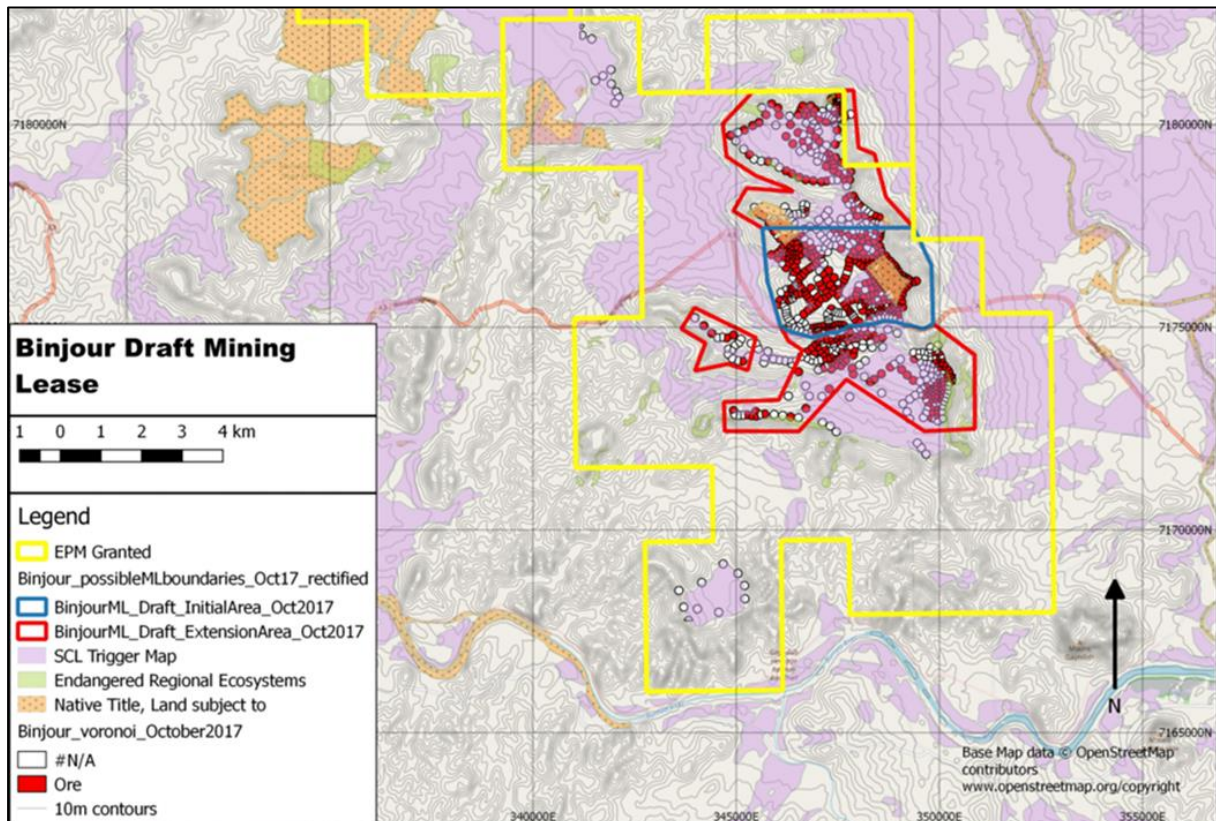 7180000N
7180000N
7175000N
7175000N
7170000N
7165000N
340000E
345000E
350000E
355000E
Binjour Draft Mining
Lease
1 0 1 2 3 4 km
Legend
EPM Granted
Binjour_possibleMLboundaries_Oct17_rectified
BinjourML_Draft_InitialArea_Oct2017
BinjourML_Draft_ExtensionArea_Oct2017
SCL Trigger Map
Endangered Regional Ecosystems
Native Title, Land subject to
Binjour_voronoi_October2017
#N/A
Ore
10m contours
N
Base Map data © OpenStreetMap
contributors
www.openstreetmap.org/copyright